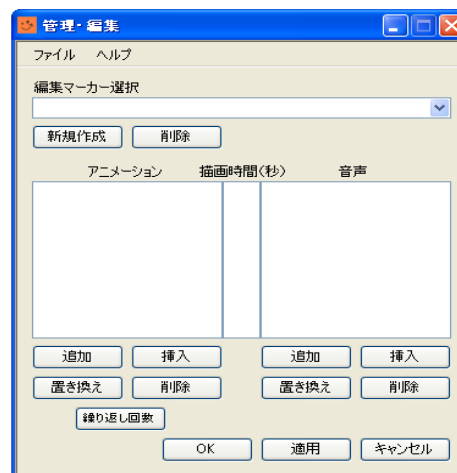 管理・編集
ファイル ヘルプ
編集マーカー選択
新規作成 削除
アニメーション 描画時間(秒) 音声
追加 挿入 追加 挿入
置き換え 削除 置き換え 削除
繰り返し回数
OK 適用 キャンセル